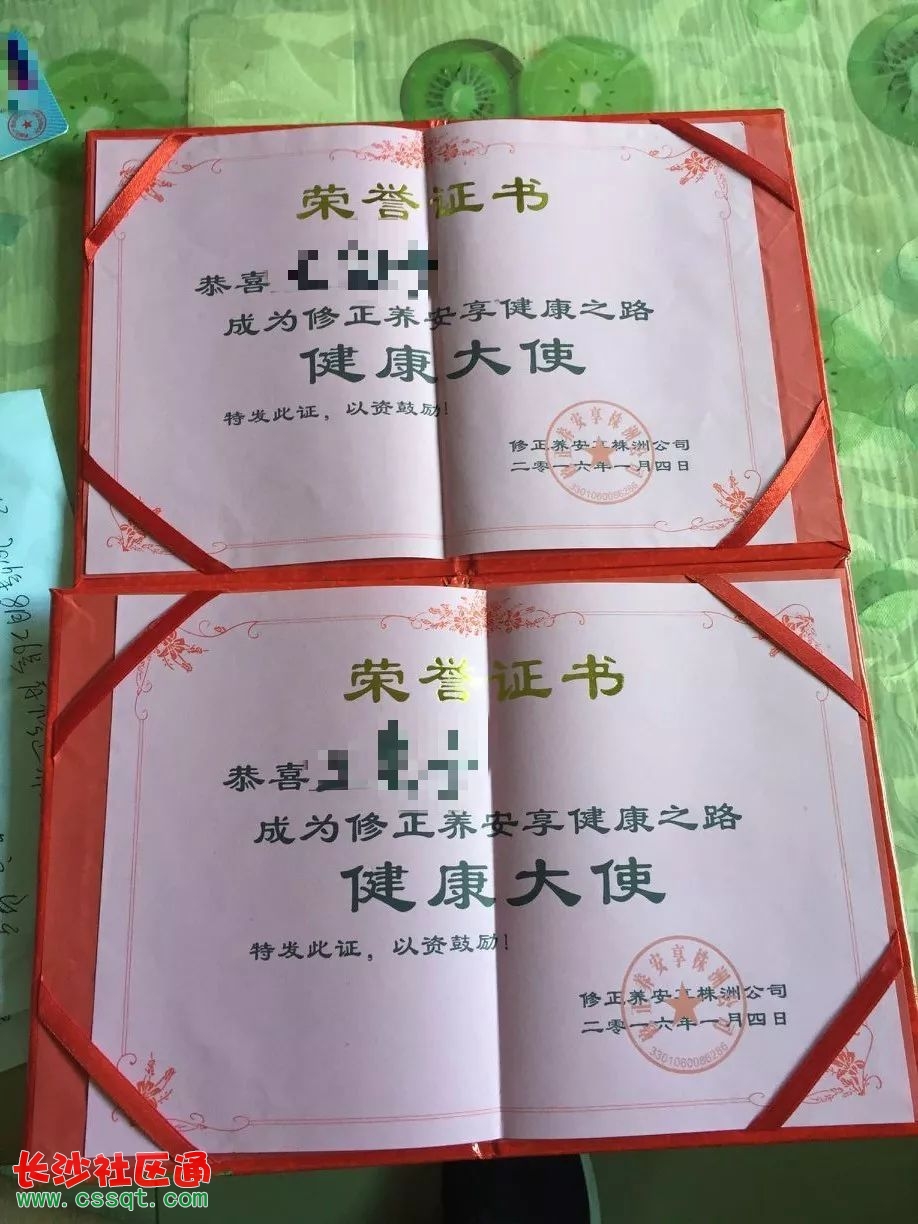 荣誉证书
恭喜
成为修正养安享健康之路
健康大使
特发此证，以资鼓励！
修正养安享株洲公司
二零一六年一月四日
3301060086286
荣誉证书
恭喜
成为修正养安享健康之路
健康大使
特发此证，以资鼓励！
修正养安享株洲公司
二零一六年一月四日
3301060086286
长沙社区通
www.cssqt.com